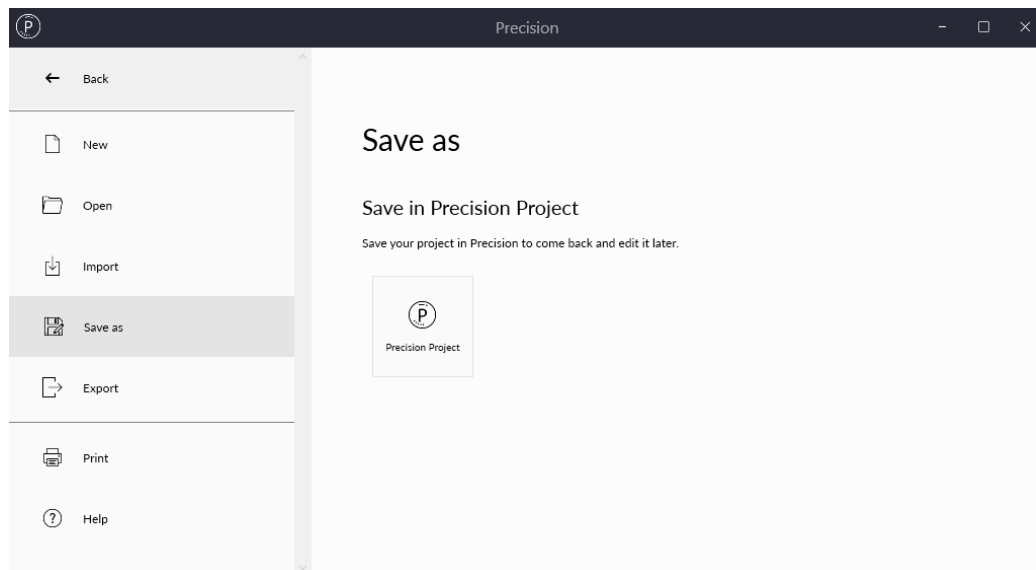 Precision
Back
New
Open
Import
Save as
Export
Print
Help
Save as
Save in Precision Project
Save your project in Precision to come back and edit it later.
P
Precision Project